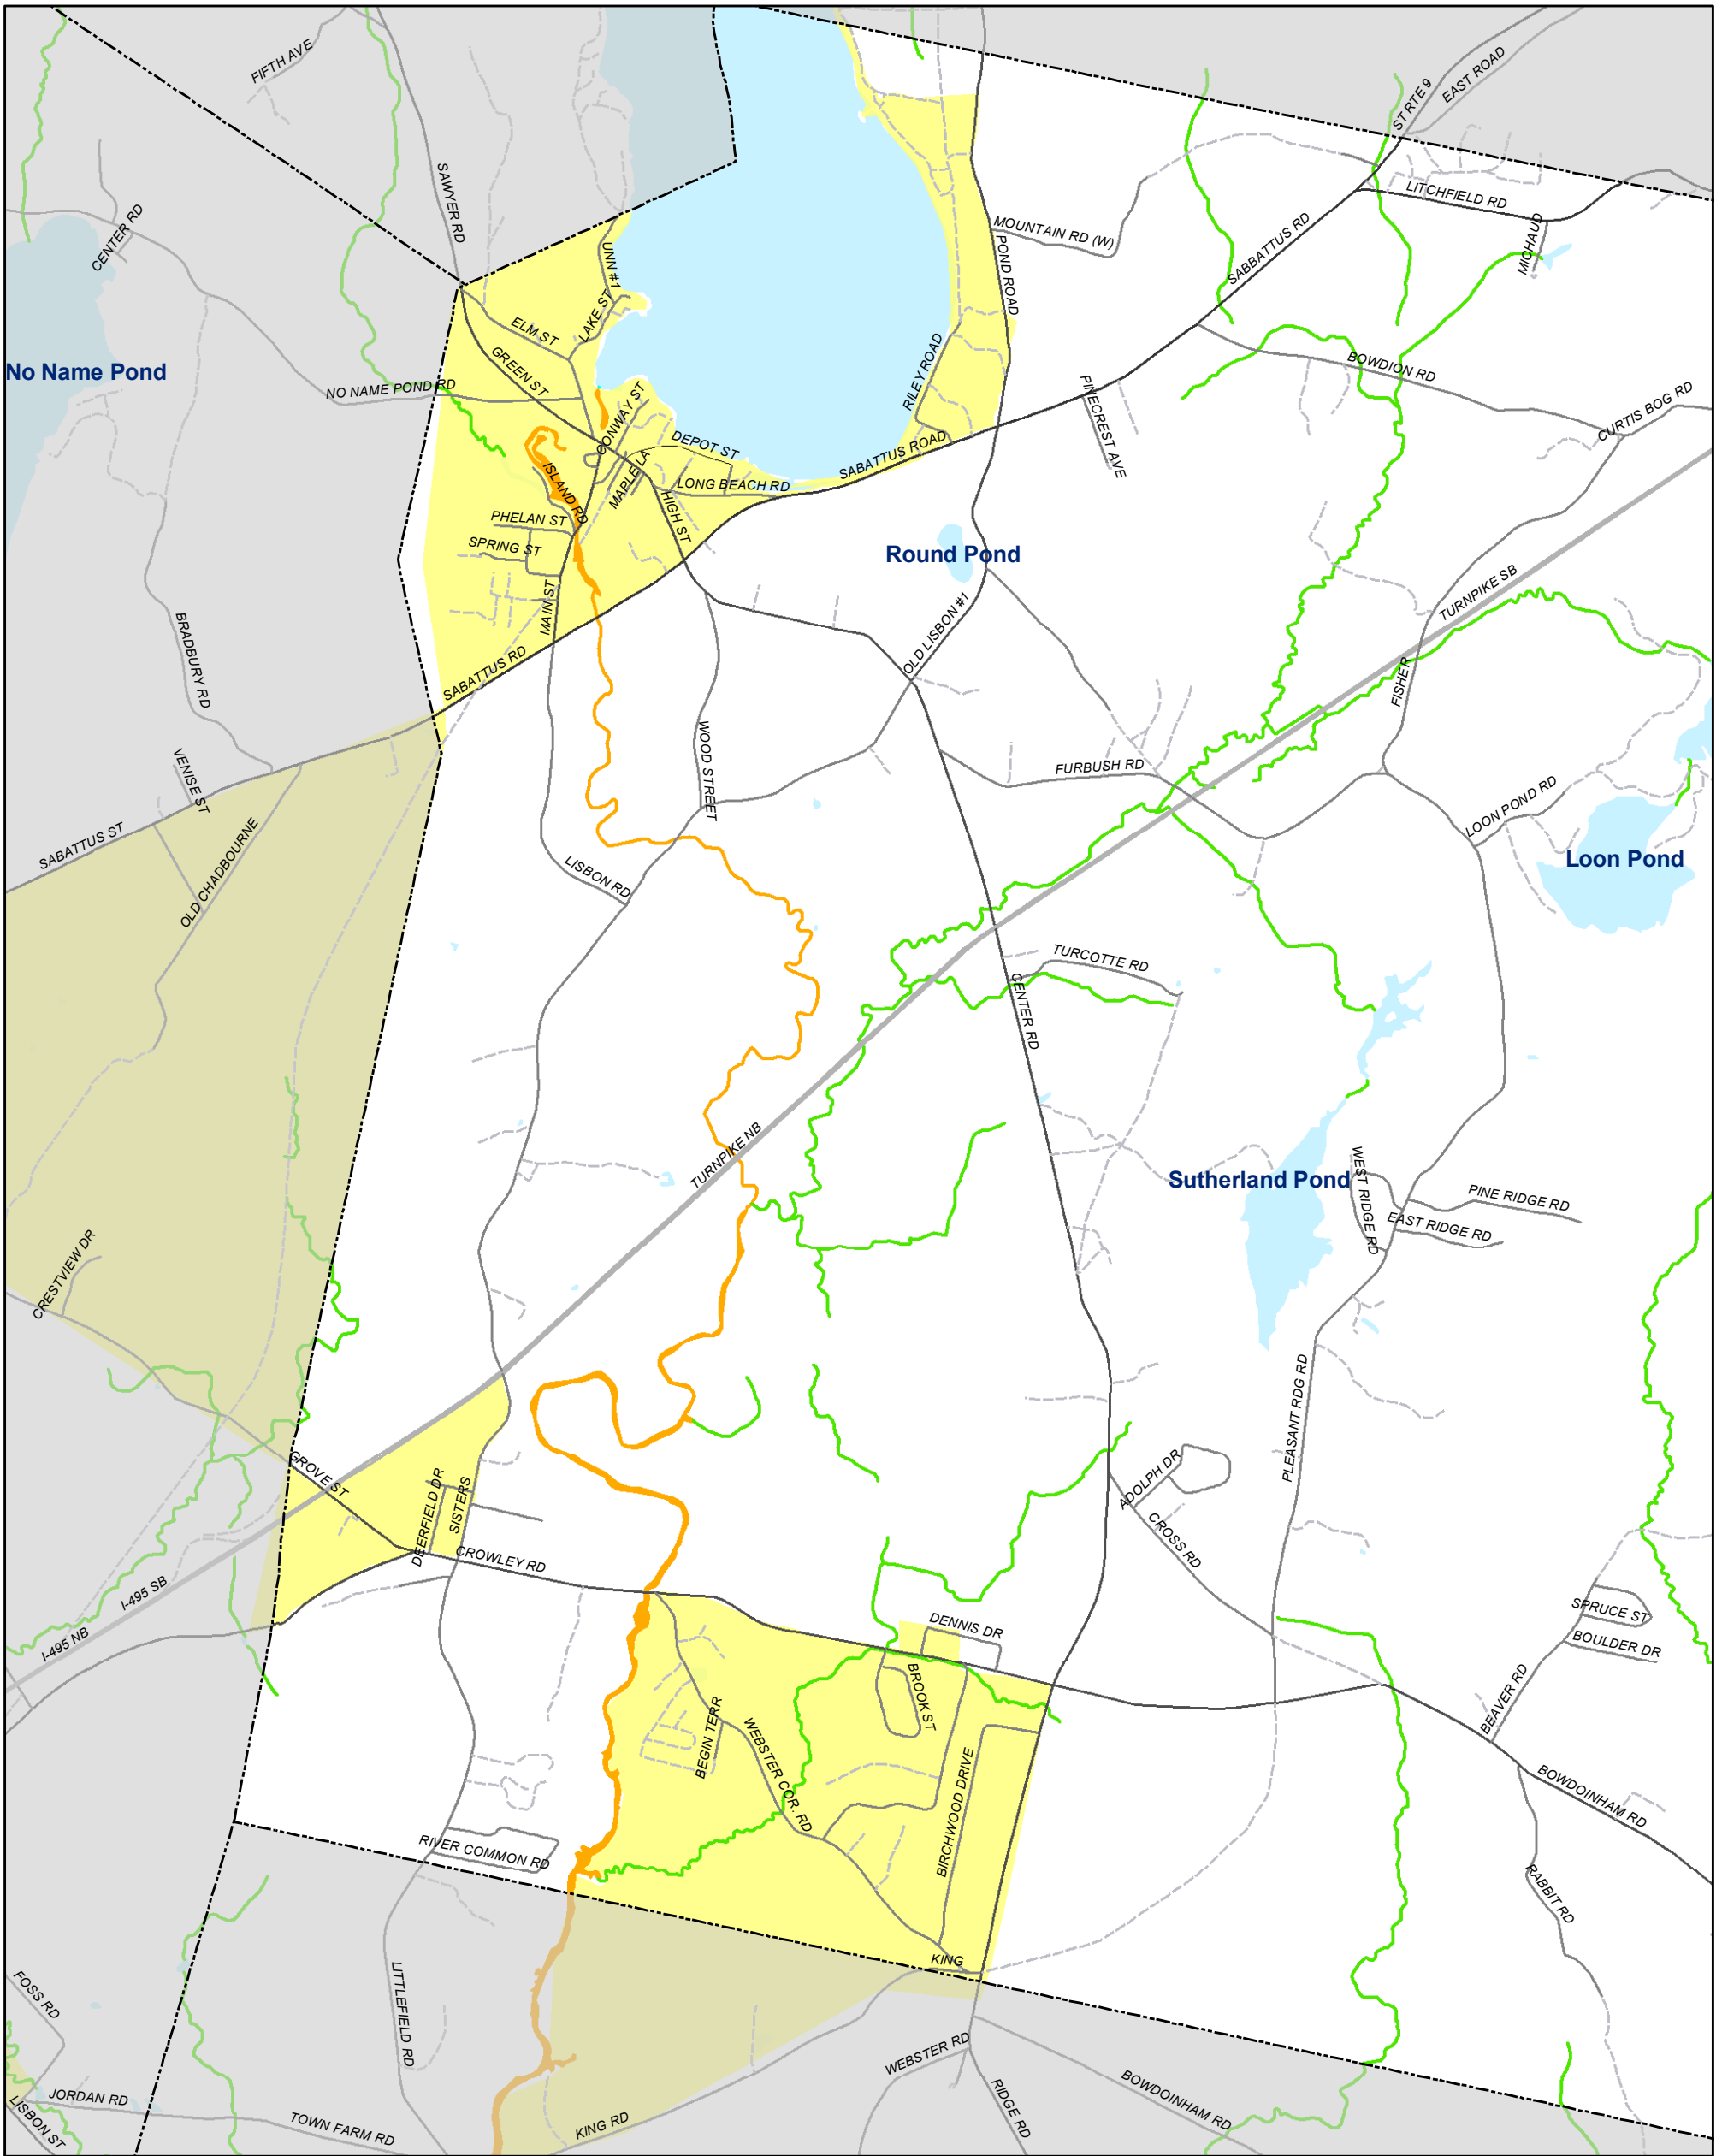 FIFTH AVE
ST RTE 9
EAST ROAD
SAWYER RD
LITCHFIELD RD
CENTER RD
UNN #1
MOUNTAIN RD (W)
POND ROAD
SABBATTUS RD
MICHAUD
ELM ST
LAKE ST
GREEN ST
No Name Pond
NO NAME POND RD
CONWAY ST
RILEY ROAD
PINECREST AVE
BOWDION RD
CURTIS BOG RD
DEPOT ST
SABATTUS ROAD
ISLAND RD
MAPLE LA
LONG BEACH RD
HIGH ST
PHELAN ST
SPRING ST
Round Pond
MAIN ST
TURNPIKE SB
OLD LISBON #1
BRADBURY RD
SABATTUS RD
FISHER
WOOD STREET
VENISE ST
FURBUSH RD
LOON POND RD
SABATTUS ST
OLD CHADBOURNE
LISBON RD
Loon Pond
TURCOTTE RD
CENTER RD
TURNPIKE NB
Sutherland Pond
WEST RIDGE RD
PINE RIDGE RD
EAST RIDGE RD
CRESTVIEW DR
PLEASANT RDG RD
GROVE ST
DEERFIELD DR
SISTERS
ADOLPH DR
CROSS RD
CROWLEY RD
I-495 SB
I-495 NB
DENNIS DR
SPRUCE ST
BOULDER DR
BROOK ST
BEGIN TERR
WEBSTER COR. RD
BEAVER RD
BIRCHWOOD DRIVE
BOWDOINHAM RD
RIVER COMMON RD
RABBIT RD
KING
FOSS RD
LITTLEFIELD RD
WEBSTER RD
RIDGE RD
BOWDOINHAM RD
JORDAN RD
LISBON ST
TOWN FARM RD
KING RD